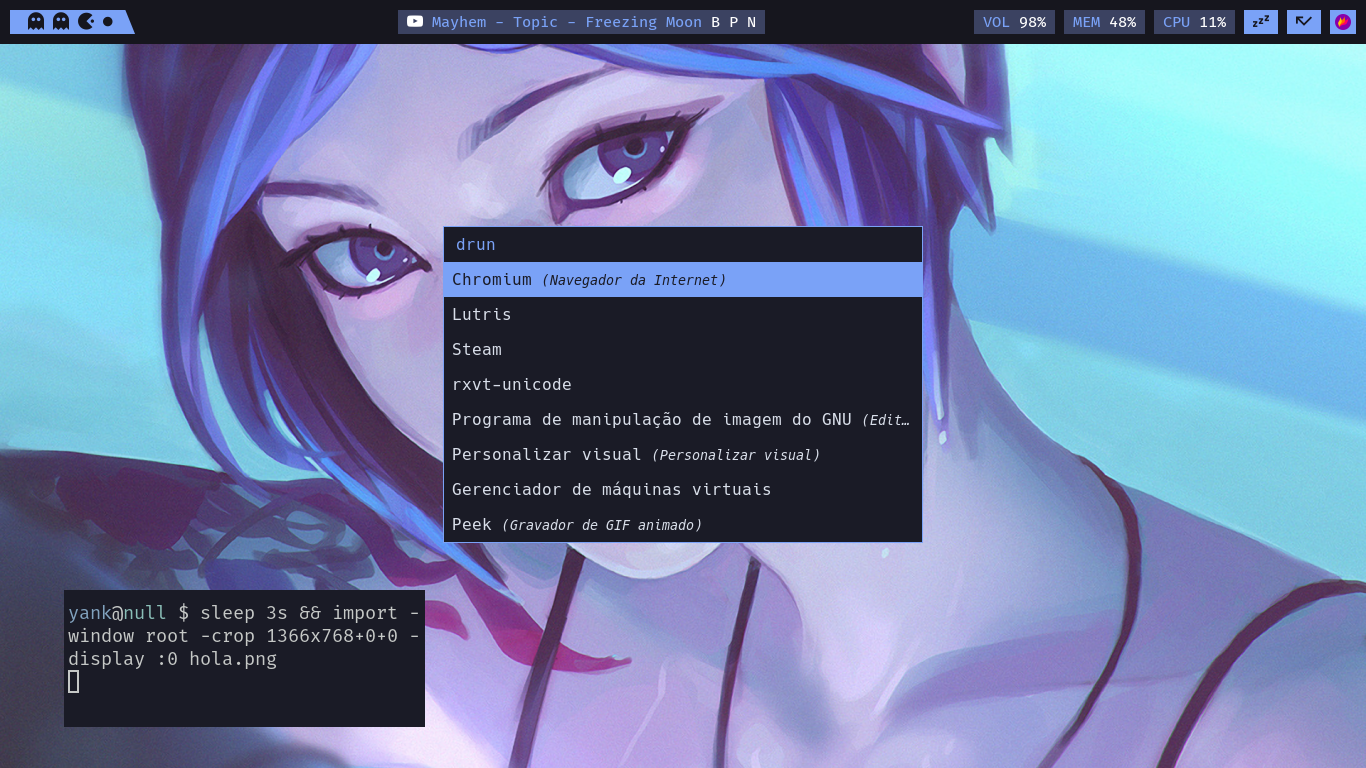 Mayhem - Topic - Freezing Moon B P N
VOL 98% MEM 48% CPU 11% zzz
drun
Chromium (Navegador da Internet)
Lutris
Steam
rxvt-unicode
Programa de manipulação de imagem do GNU (Edit…
Personalizar visual (Personalizar visual)
Gerenciador de máquinas virtuais
Peek (Gravador de GIF animado)
yank@null $ sleep 3s && import -
window root -crop 1366x768+0+0 -
display :0 hola.png